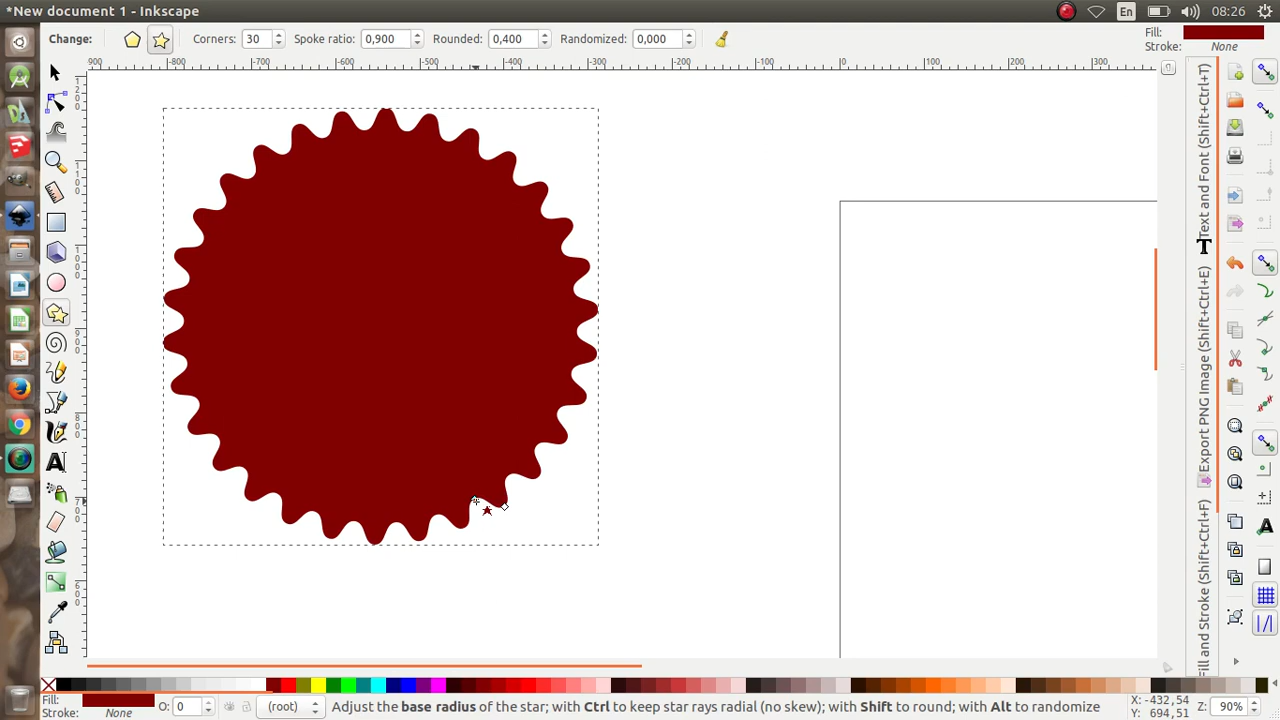 *New document 1 - Inkscape
En
08:26
Change:
Corners: 30
Spoke ratio: 0,900
Rounded: 0,400
Randomized: 0,000
Fill:
Stroke: None
-800
-700
-600
-500
-400
-300
-200
-100
0
100
200
300
Text and Font (Shift+Ctrl+T)
Export PNG Image (Shift+Ctrl+E)
Fill and Stroke (Shift+Ctrl+F)
Fill:
Stroke: None
O: 0
(root)
Adjust the base radius of the star; with Ctrl to keep star rays radial (no skew); with Shift to round; with Alt to randomize
X: -432,54
Y: 694,51
Z: 90%